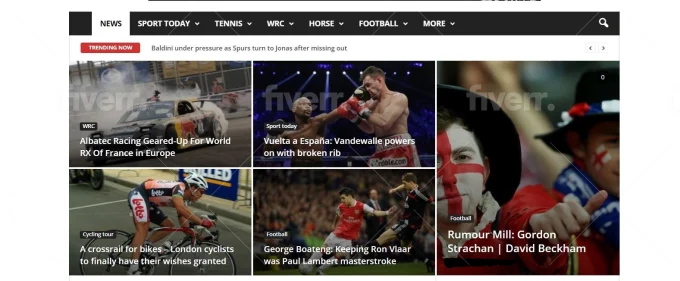 NEWS SPORT TODAY TENNIS WRC HORSE FOOTBALL MORE
TRENDING NOW Baldini under pressure as Spurs turn to Jonas after missing out
fiverr. fiverr. fiverr.
0
WRC
Albatec Racing Geared-Up For World
RX Of France in Europe
Sport today
Vuelta a España: Vandewalle powers
on with broken rib
Cycling tour
A crossrail for bikes – London cyclists
to finally have their wishes granted
Football
George Boateng: Keeping Ron Vlaar
was Paul Lambert masterstroke
Football
Rumour Mill: Gordon
Strachan | David Beckham